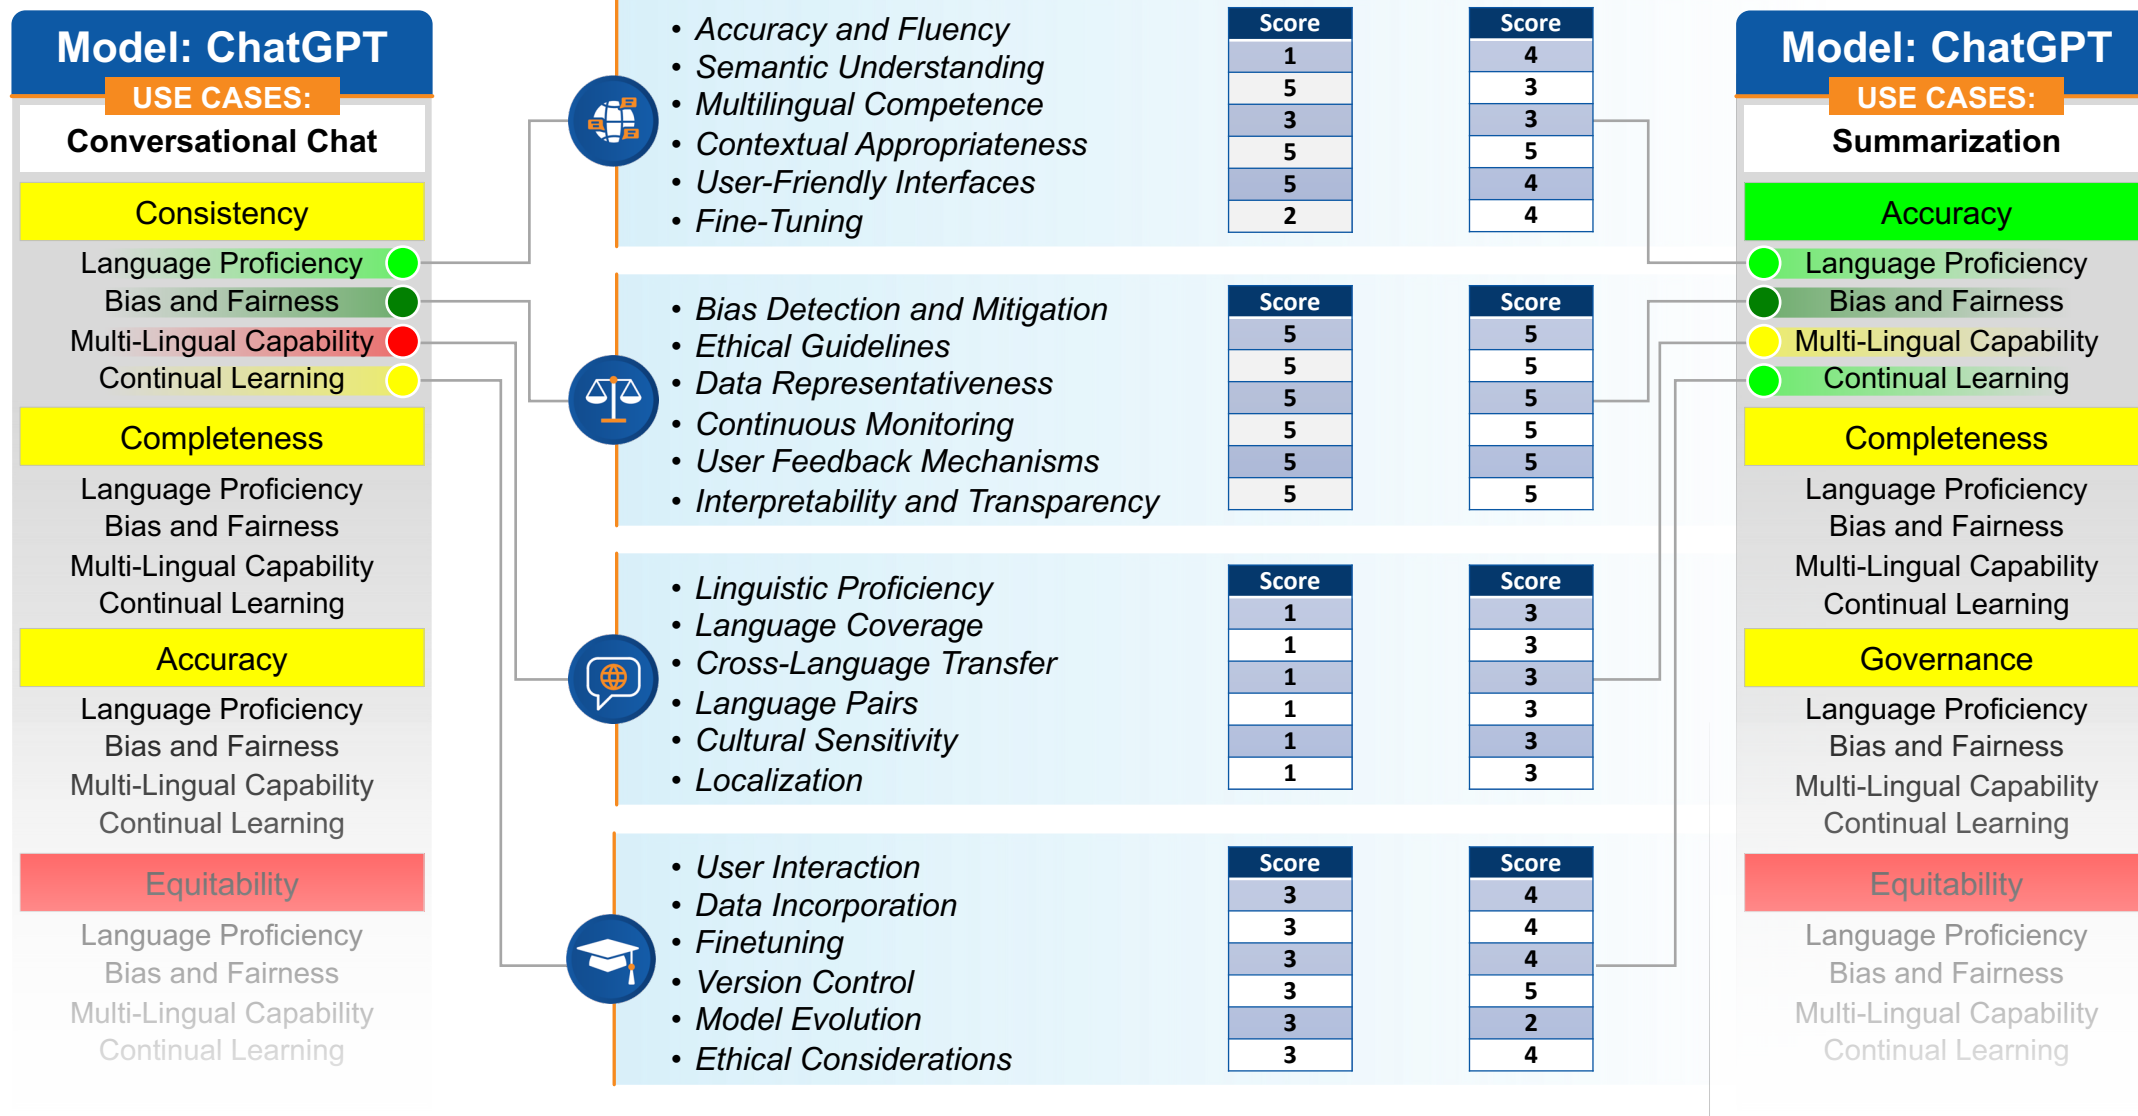 Model: ChatGPT
USE CASES:
Conversational Chat
Consistency
Language Proficiency
Bias and Fairness
Multi-Lingual Capability
Continual Learning
Completeness
Language Proficiency
Bias and Fairness
Multi-Lingual Capability
Continual Learning
Accuracy
Language Proficiency
Bias and Fairness
Multi-Lingual Capability
Continual Learning
Equitability
Language Proficiency
Bias and Fairness
Multi-Lingual Capability
Continual Learning
• Accuracy and Fluency
• Semantic Understanding
• Multilingual Competence
• Contextual Appropriateness
• User-Friendly Interfaces
• Fine-Tuning
Score
1
5
3
5
5
2
Score
4
3
3
5
4
4
• Bias Detection and Mitigation
• Ethical Guidelines
• Data Representativeness
• Continuous Monitoring
• User Feedback Mechanisms
• Interpretability and Transparency
Score
5
5
5
5
5
5
Score
5
5
5
5
5
5
• Linguistic Proficiency
• Language Coverage
• Cross-Language Transfer
• Language Pairs
• Cultural Sensitivity
• Localization
Score
1
1
1
1
1
1
Score
3
3
3
3
3
3
• User Interaction
• Data Incorporation
• Finetuning
• Version Control
• Model Evolution
• Ethical Considerations
Score
3
3
3
3
3
3
Score
4
4
4
5
2
4
Model: ChatGPT
USE CASES:
Summarization
Accuracy
Language Proficiency
Bias and Fairness
Multi-Lingual Capability
Continual Learning
Completeness
Language Proficiency
Bias and Fairness
Multi-Lingual Capability
Continual Learning
Governance
Language Proficiency
Bias and Fairness
Multi-Lingual Capability
Continual Learning
Equitability
Language Proficiency
Bias and Fairness
Multi-Lingual Capability
Continual Learning